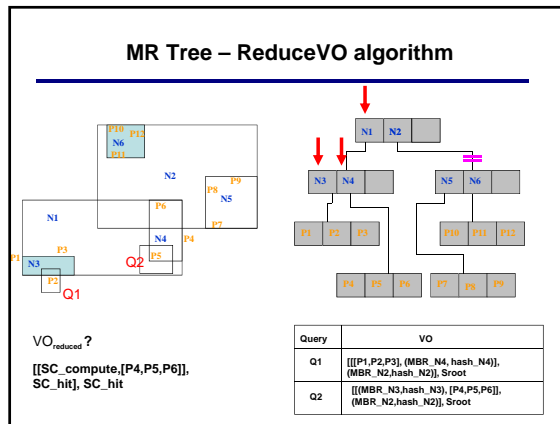 MR Tree – ReduceVO algorithm
P10
P12
N6
P11
N2
P8
P9
N5
P7
N1
P6
P4
N4
P5
P1
P3
N3
P2
Q1
Q2
N1 N2
N3 N4
N5 N6
P1 P2 P3
P10 P11 P12
P4 P5 P6
P7 P8 P9
VOreduced ?
[[SC_compute,[P4,P5,P6]],
SC_hit], SC_hit
Query VO
Q1 [[[P1,P2,P3], (MBR_N4, hash_N4)],
(MBR_N2,hash_N2)], Sroot
Q2 [[(MBR_N3,hash_N3), [P4,P5,P6]],
(MBR_N2,hash_N2)], Sroot